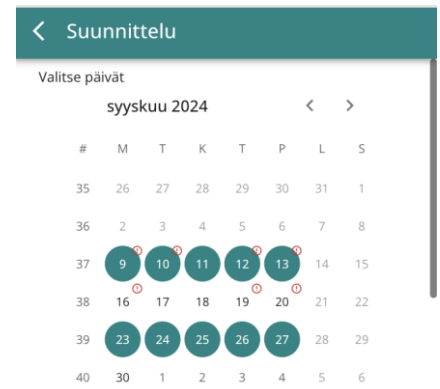 Suunnittelu
Valitse päivät
syyskuu 2024
# M T K T P L S
35 26 27 28 29 30 31 1
36 2 3 4 5 6 7 8
37 9 10 11 12 13 14 15
38 16 17 18 19 20 21 22
39 23 24 25 26 27 28 29
40 30 1 2 3 4 5 6